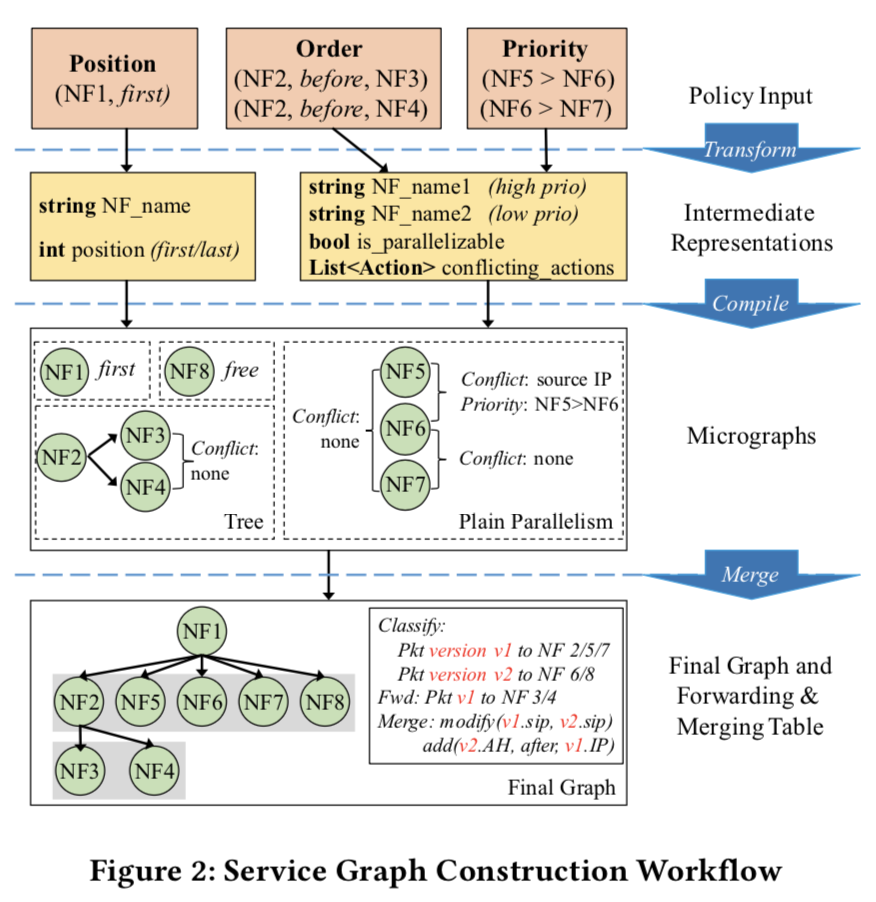 Position
(NF1, first)
Order
(NF2, before, NF3)
(NF2, before, NF4)
Priority
(NF5 > NF6)
(NF6 > NF7)
Policy Input
Transform
string NF_name
int position (first/last)
string NF_name1 (high prio)
string NF_name2 (low prio)
bool is_parallelizable
List<Action> conflicting_actions
Intermediate
Representations
Compile
NF1 first
NF8 free
NF2
NF3
NF4
Conflict:
none
Tree
Conflict:
none
NF5
NF6
NF7
Conflict: source IP
Priority: NF5>NF6
Conflict: none
Plain Parallelism
Micrographs
Merge
NF1
NF2 NF5 NF6 NF7 NF8
NF3 NF4
Classify:
Pkt version v1 to NF 2/5/7
Pkt version v2 to NF 6/8
Fwd: Pkt v1 to NF 3/4
Merge: modify(v1.sip, v2.sip)
add(v2.AH, after, v1.IP)
Final Graph
Final Graph and
Forwarding &
Merging Table
Figure 2: Service Graph Construction Workflow